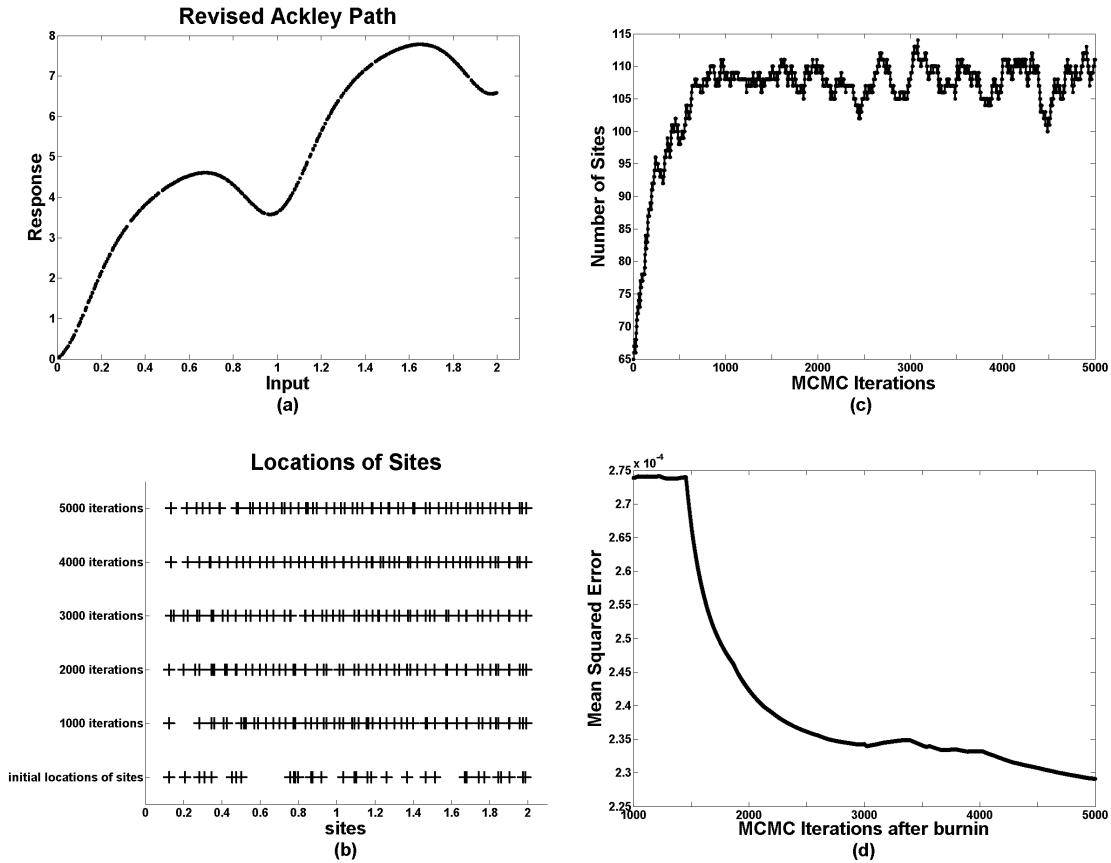 Revised Ackley Path
8
7
6
5
4
3
2
1
0
Response
0 0.2 0.4 0.6 0.8 1 1.2 1.4 1.6 1.8 2
Input
(a)
115
110
105
100
95
90
85
80
75
70
65
Number of Sites
0 1000 2000 3000 4000 5000
MCMC Iterations
(c)
Locations of Sites
5000 iterations
4000 iterations
3000 iterations
2000 iterations
1000 iterations
initial locations of sites
0 0.2 0.4 0.6 0.8 1 1.2 1.4 1.6 1.8 2
sites
(b)
x 10-4
2.75
2.7
2.65
2.6
2.55
2.5
2.45
2.4
2.35
2.3
2.25
Mean Squared Error
1000 2000 3000 4000 5000
MCMC Iterations after burnin
(d)